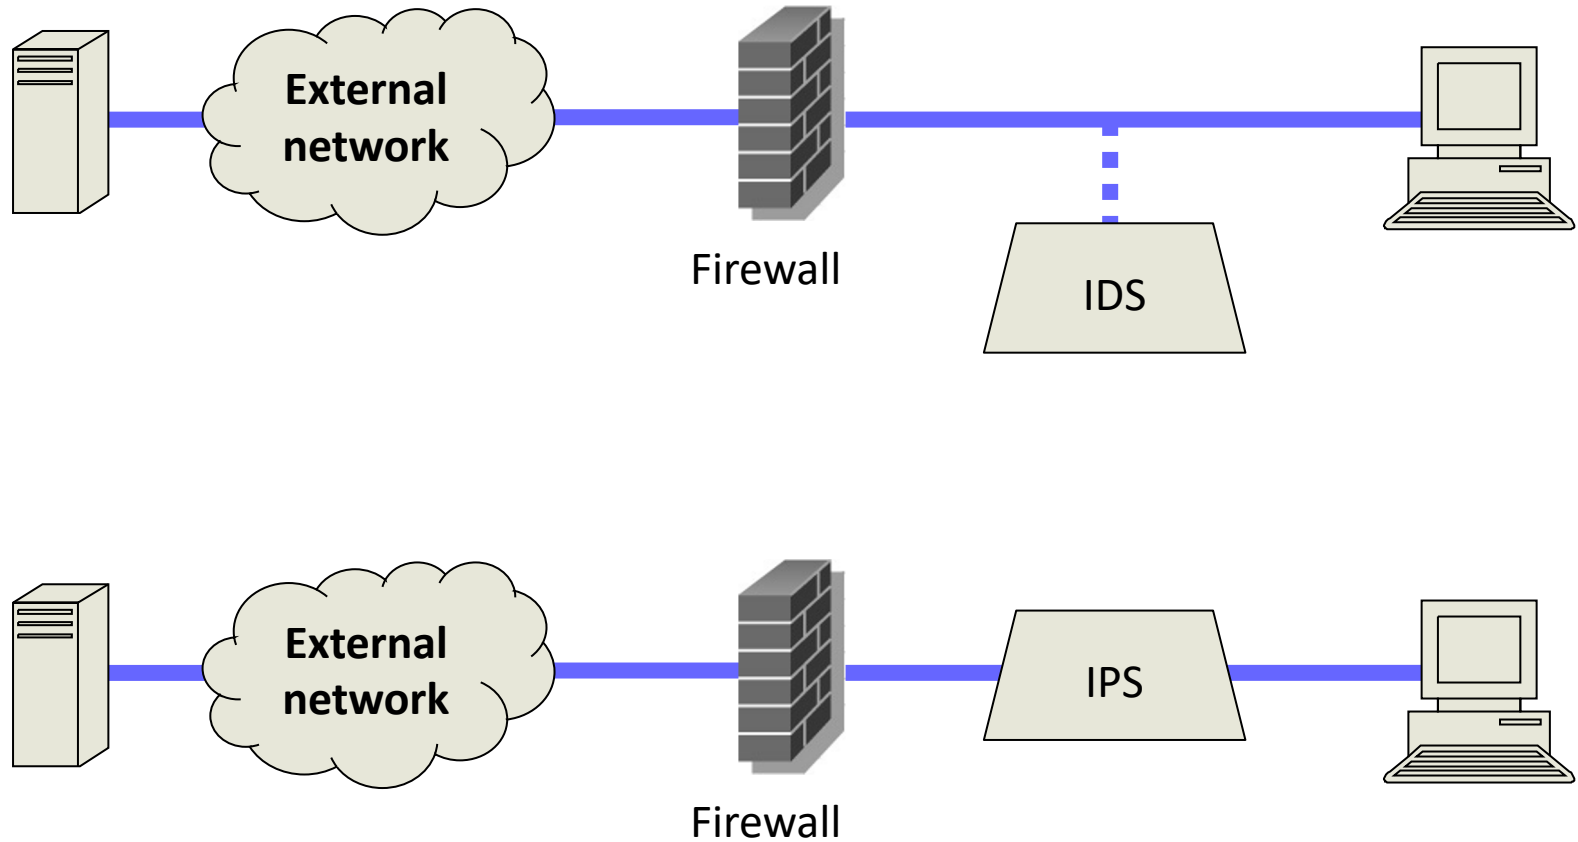 External
network
Firewall
IDS
External
network
IPS
Firewall